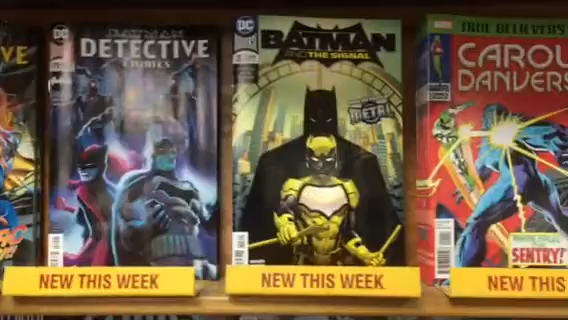 DC
BATMAN
DETECTIVE
COMICS
NEW THIS WEEK
DC
BATMAN
AND THE SIGNAL
METAL
NEW THIS WEEK
TRUE BELIEVERS
CAROL
DANVERS
SENTRY!
NEW THIS